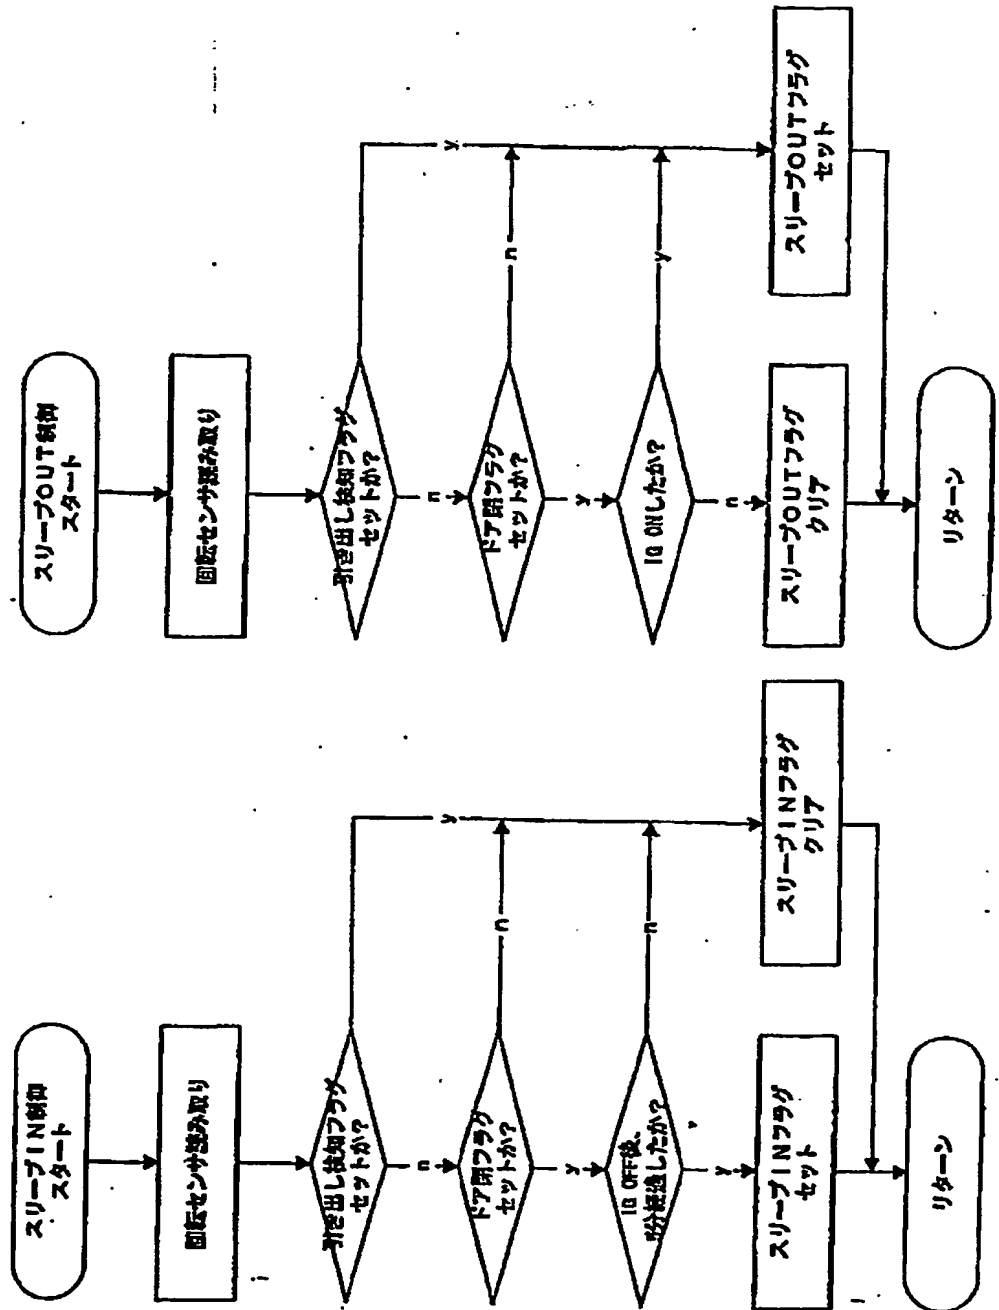 スリープIN制御
スタート
回転センサ読み取り
引き出し検知フラグ
セットか?
y
n
ドア閉フラグ
セットか?
n
y
IG OFF後、
5分経過したか?
n
y
スリープINフラグ
セット
スリープINフラグ
クリア
リターン
スリープOUT制御
スタート
回転センサ読み取り
引き出し検知フラグ
セットか?
y
n
ドア閉フラグ
セットか?
n
y
IG ONしたか?
y
n
スリープOUTフラグ
クリア
スリープOUTフラグ
セット
リターン